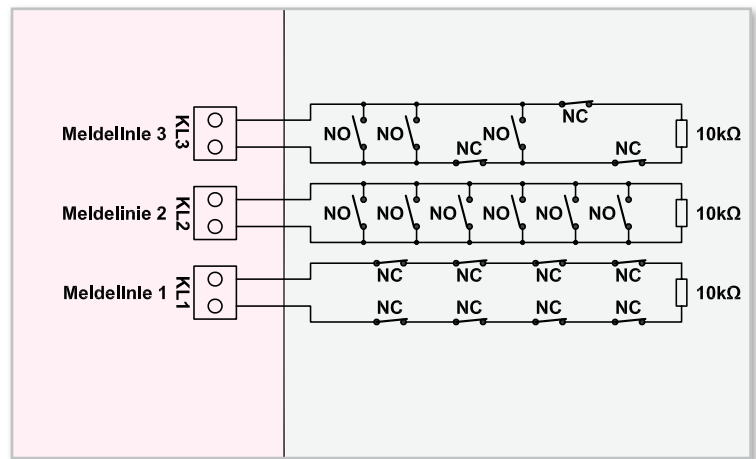 NC
Meldelinie 3 KL3 NO NO NO 10kΩ
NC NC
Meldelinie 2 KL2 NO NO NO NO NO NO 10kΩ
NC NC NC NC
Meldelinie 1 KL1 10kΩ
NC NC NC NC